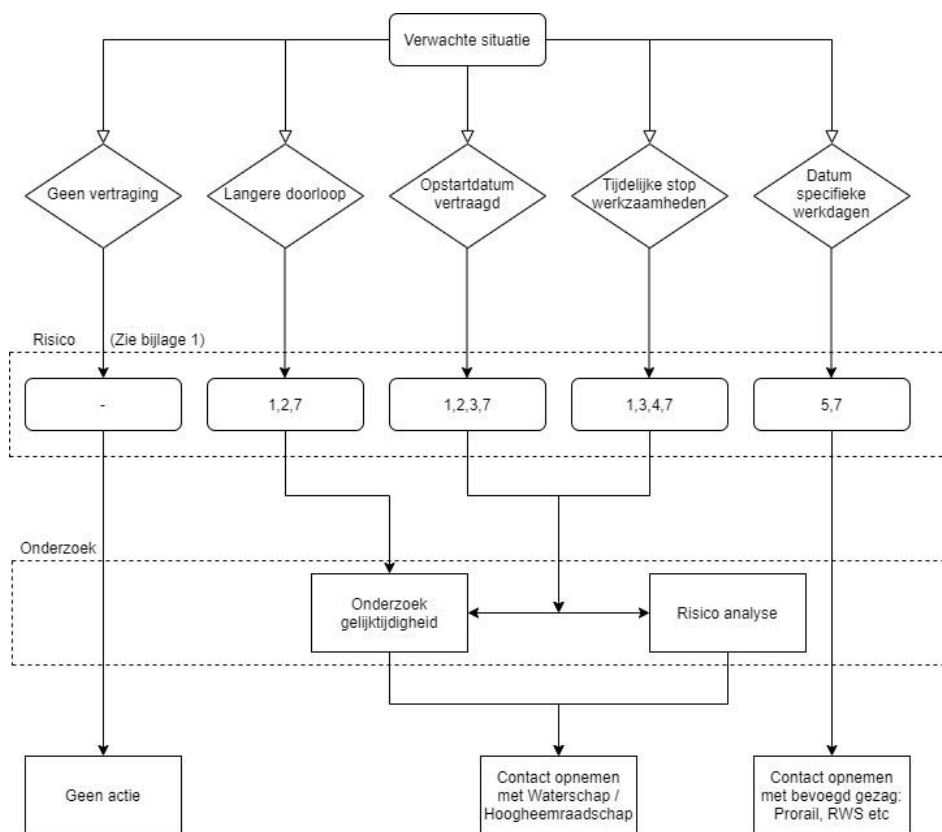 Verwachte situatie
Geen vertraging
Langere doorloop
Opstartdatum
vertraagd
Tijdelijke stop
werkzaamheden
Datum
specifieke
werkdagen
Risico (Zie bijlage 1)
-
1,2,7
1,2,3,7
1,3,4,7
5,7
Onderzoek
Onderzoek
gelijktijdigheid
Risico analyse
Geen actie
Contact opnemen
met Waterschap /
Hoogheemraadschap
Contact opnemen
met bevoegd gezag:
Prorail, RWS etc